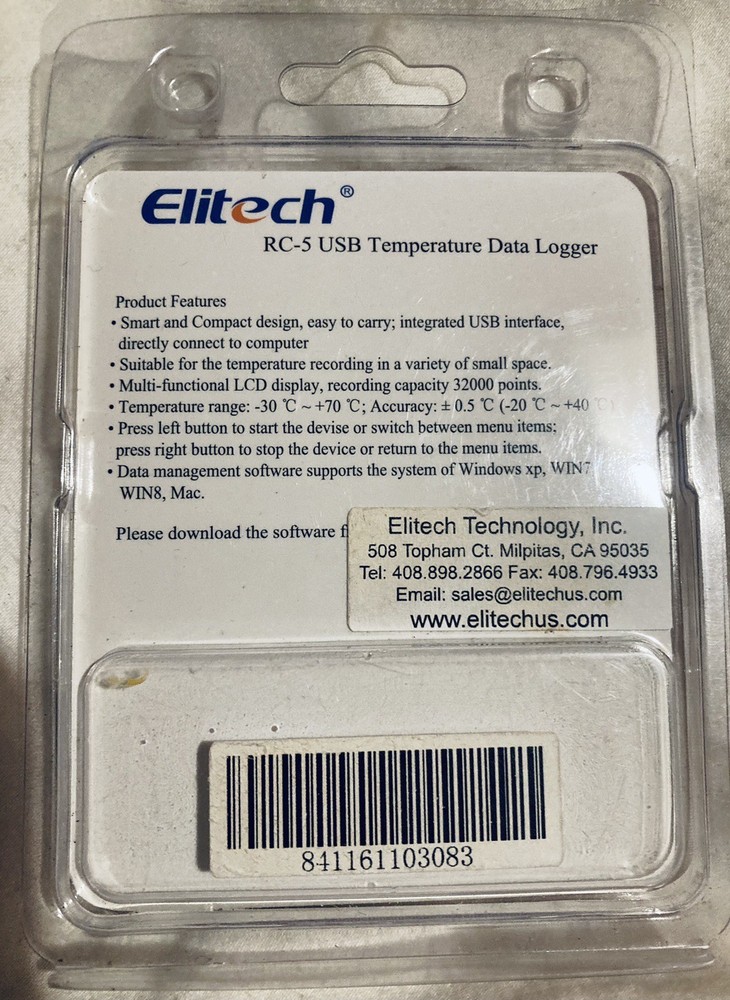 Elitech®
RC-5 USB Temperature Data Logger
Product Features
• Smart and Compact design, easy to carry; integrated USB interface,
directly connect to computer
• Suitable for the temperature recording in a variety of small space.
• Multi-functional LCD display, recording capacity 32000 points.
• Temperature range: -30 ℃ ~ +70 ℃; Accuracy: ± 0.5 ℃ (-20 ℃ ~ +40 ℃)
• Press left button to start the devise or switch between menu items;
press right button to stop the device or return to the menu items.
• Data management software supports the system of Windows xp, WIN7
WIN8, Mac.
Please download the software
Elitech Technology, Inc.
508 Topham Ct. Milpitas, CA 95035
Tel: 408.898.2866 Fax: 408.796.4933
Email: sales@elitechus.com
www.elitechus.com
841161103083